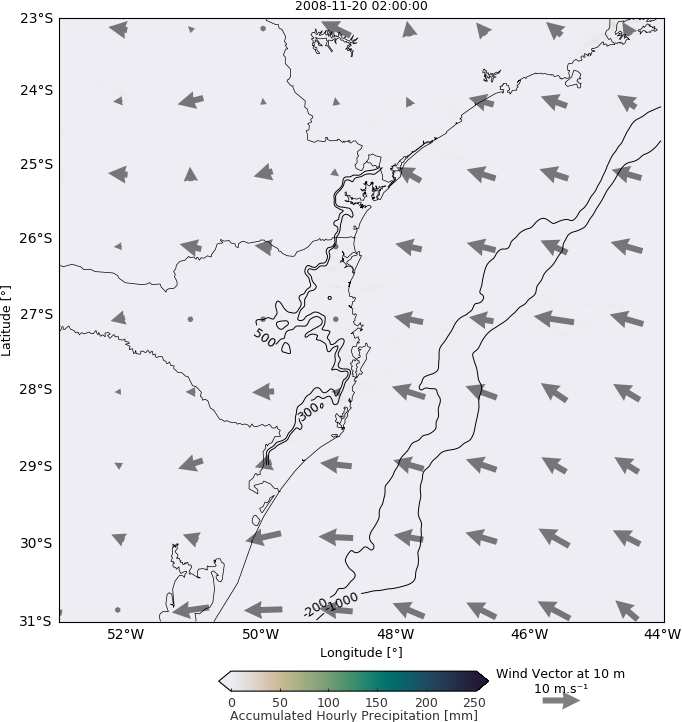 2008-11-20 02:00:00
23°S
24°S
25°S
26°S
27°S
28°S
29°S
30°S
31°S
Latitude [°]
500
300
-200
-1000
52°W 50°W 48°W 46°W 44°W
Longitude [°]
0 50 100 150 200 250
Accumulated Hourly Precipitation [mm]
Wind Vector at 10 m
10 m.s⁻¹